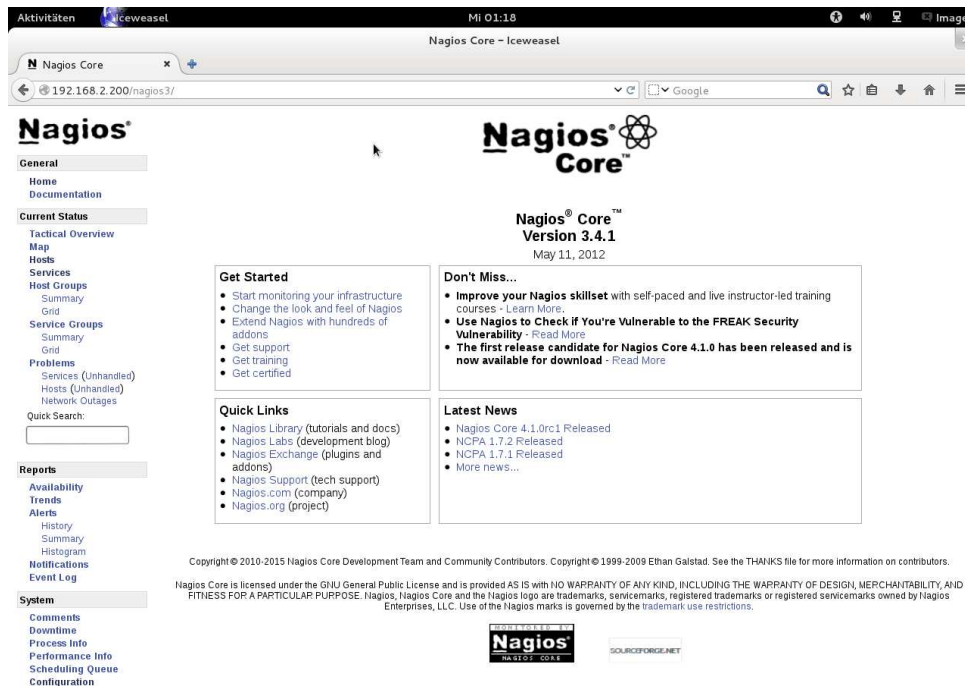 Aktivitäten Iceweasel Mi 01:18 Image
Nagios Core - Iceweasel
N Nagios Core
192.168.2.200/nagios3/ Google
Nagios®
General
Home
Documentation
Current Status
Tactical Overview
Map
Hosts
Services
Host Groups
Summary
Grid
Service Groups
Summary
Grid
Problems
Services (Unhandled)
Hosts (Unhandled)
Network Outages
Quick Search:
Reports
Availability
Trends
Alerts
History
Summary
Histogram
Notifications
Event Log
System
Comments
Downtime
Process Info
Performance Info
Scheduling Queue
Configuration
Nagios®
Core™
Nagios® Core™
Version 3.4.1
May 11, 2012
Get Started
Start monitoring your infrastructure
Change the look and feel of Nagios
Extend Nagios with hundreds of
addons
Get support
Get training
Get certified
Don't Miss...
Improve your Nagios skillset with self-paced and live instructor-led training
courses - Learn More.
Use Nagios to Check if You're Vulnerable to the FREAK Security
Vulnerability - Read More
The first release candidate for Nagios Core 4.1.0 has been released and is
now available for download - Read More
Quick Links
Nagios Library (tutorials and docs)
Nagios Labs (development blog)
Nagios Exchange (plugins and
addons)
Nagios Support (tech support)
Nagios.com (company)
Nagios.org (project)
Latest News
Nagios Core 4.1.0rc1 Released
NCPA 1.7.2 Released
NCPA 1.7.1 Released
More news...
Copyright © 2010-2015 Nagios Core Development Team and Community Contributors. Copyright © 1999-2009 Ethan Galstad. See the THANKS file for more information on contributors.
Nagios Core is licensed under the GNU General Public License and is provided AS IS with NO WARRANTY OF ANY KIND, INCLUDING THE WARRANTY OF DESIGN, MERCHANTABILITY, AND
FITNESS FOR A PARTICULAR PURPOSE. Nagios, Nagios Core and the Nagios logo are trademarks, servicemarks, registered trademarks or registered servicemarks owned by Nagios
Enterprises, LLC. Use of the Nagios marks is governed by the trademark use restrictions.
MONITORED BY
Nagios®
NAGIOS CORE
SOURCEFORGE.NET